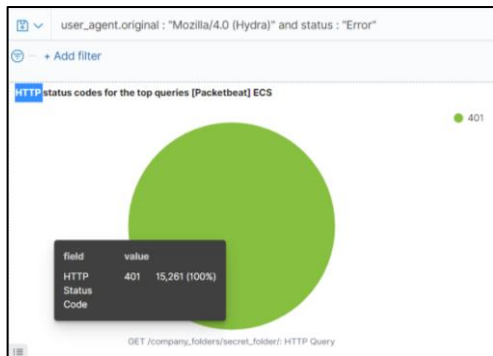 user_agent.original : "Mozilla/4.0 (Hydra)" and status : "Error"
+ Add filter
HTTP status codes for the top queries [Packetbeat] ECS
401
field value
HTTP 401 15,261 (100%)
Status
Code
GET /company_folders/secret_folder/: HTTP Query